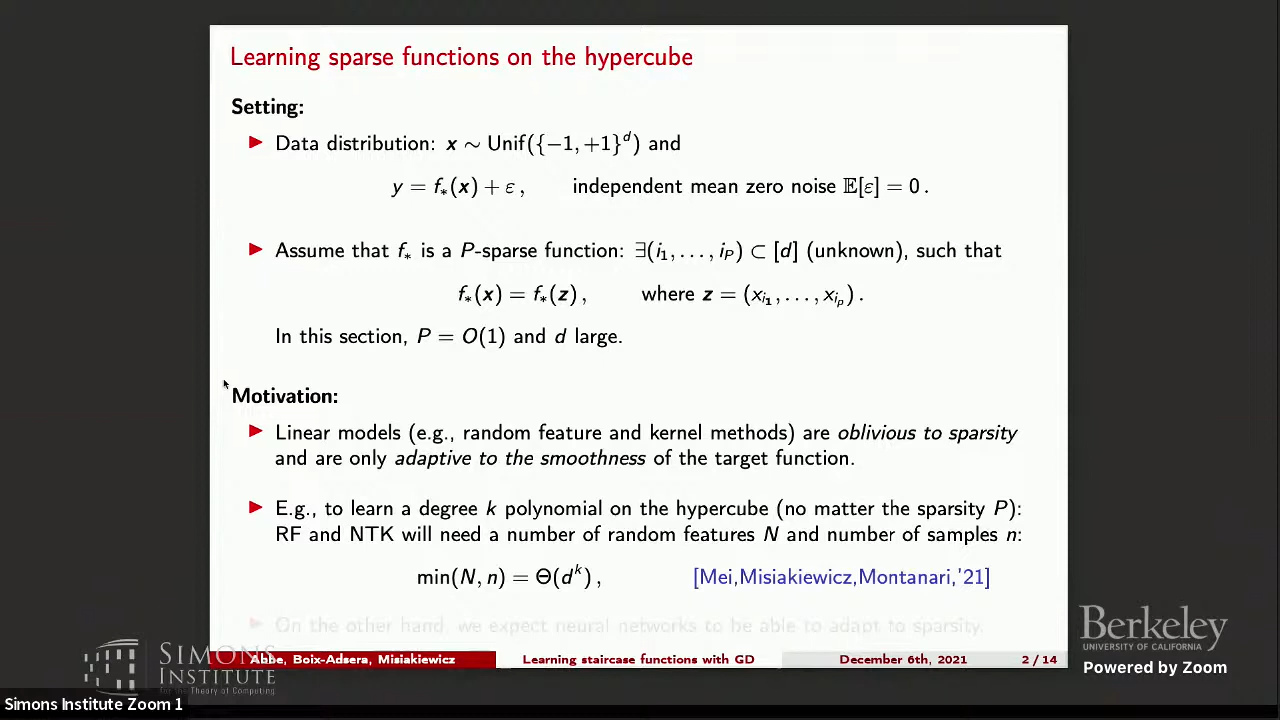 Learning sparse functions on the hypercube
Setting:
▶ Data distribution: x ∼ Unif({−1, +1}^d) and
y = f_*(x) + ε ,   independent mean zero noise 𝔼[ε] = 0 .
▶ Assume that f_* is a P-sparse function: ∃(i_1, . . . , i_P) ⊂ [d] (unknown), such that
f_*(x) = f_*(z) ,   where z = (x_{i_1}, . . . , x_{i_p}) .
In this section, P = O(1) and d large.
Motivation:
▶ Linear models (e.g., random feature and kernel methods) are oblivious to sparsity
and are only adaptive to the smoothness of the target function.
▶ E.g., to learn a degree k polynomial on the hypercube (no matter the sparsity P):
RF and NTK will need a number of random features N and number of samples n:
min(N, n) = Θ(d^k) ,   [Mei,Misiakiewicz,Montanari,'21]
▶ On the other hand, we expect neural networks to be able to adapt to sparsity.
Abbe, Boix-Adsera, Misiakiewicz   Learning staircase functions with GD   December 6th, 2021   2 / 14
SIMONS
INSTITUTE
for the Theory of Computing
Berkeley
UNIVERSITY OF CALIFORNIA
Powered by Zoom
Simons Institute Zoom 1